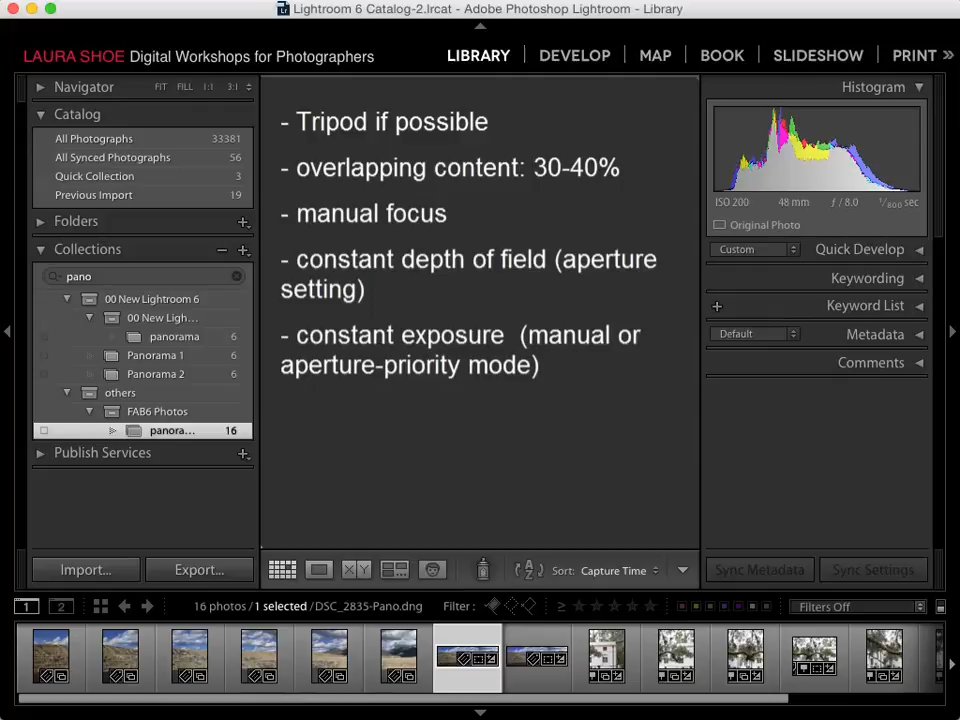 Lightroom 6 Catalog-2.lrcat - Adobe Photoshop Lightroom - Library
LAURA SHOE Digital Workshops for Photographers
LIBRARY | DEVELOP | MAP | BOOK | SLIDESHOW | PRINT »
Navigator FIT FILL 1:1 3:1
Catalog
All Photographs 33381
All Synced Photographs 56
Quick Collection 3
Previous Import 19
Folders +
Collections − +
pano
00 New Lightroom 6
00 New Ligh...
panorama 6
Panorama 1 6
Panorama 2 6
others
FAB6 Photos
panora... 16
Publish Services +
Import... Export...
- Tripod if possible
- overlapping content: 30-40%
- manual focus
- constant depth of field (aperture
setting)
- constant exposure (manual or
aperture-priority mode)
XY
Sort: Capture Time
Histogram
ISO 200 48 mm ƒ / 8.0 1/800 sec
Original Photo
Custom Quick Develop
Keywording
+ Keyword List
Default Metadata
Comments
Sync Metadata Sync Settings
1 2 16 photos / 1 selected / DSC_2835-Pano.dng Filter : ≥ Filters Off